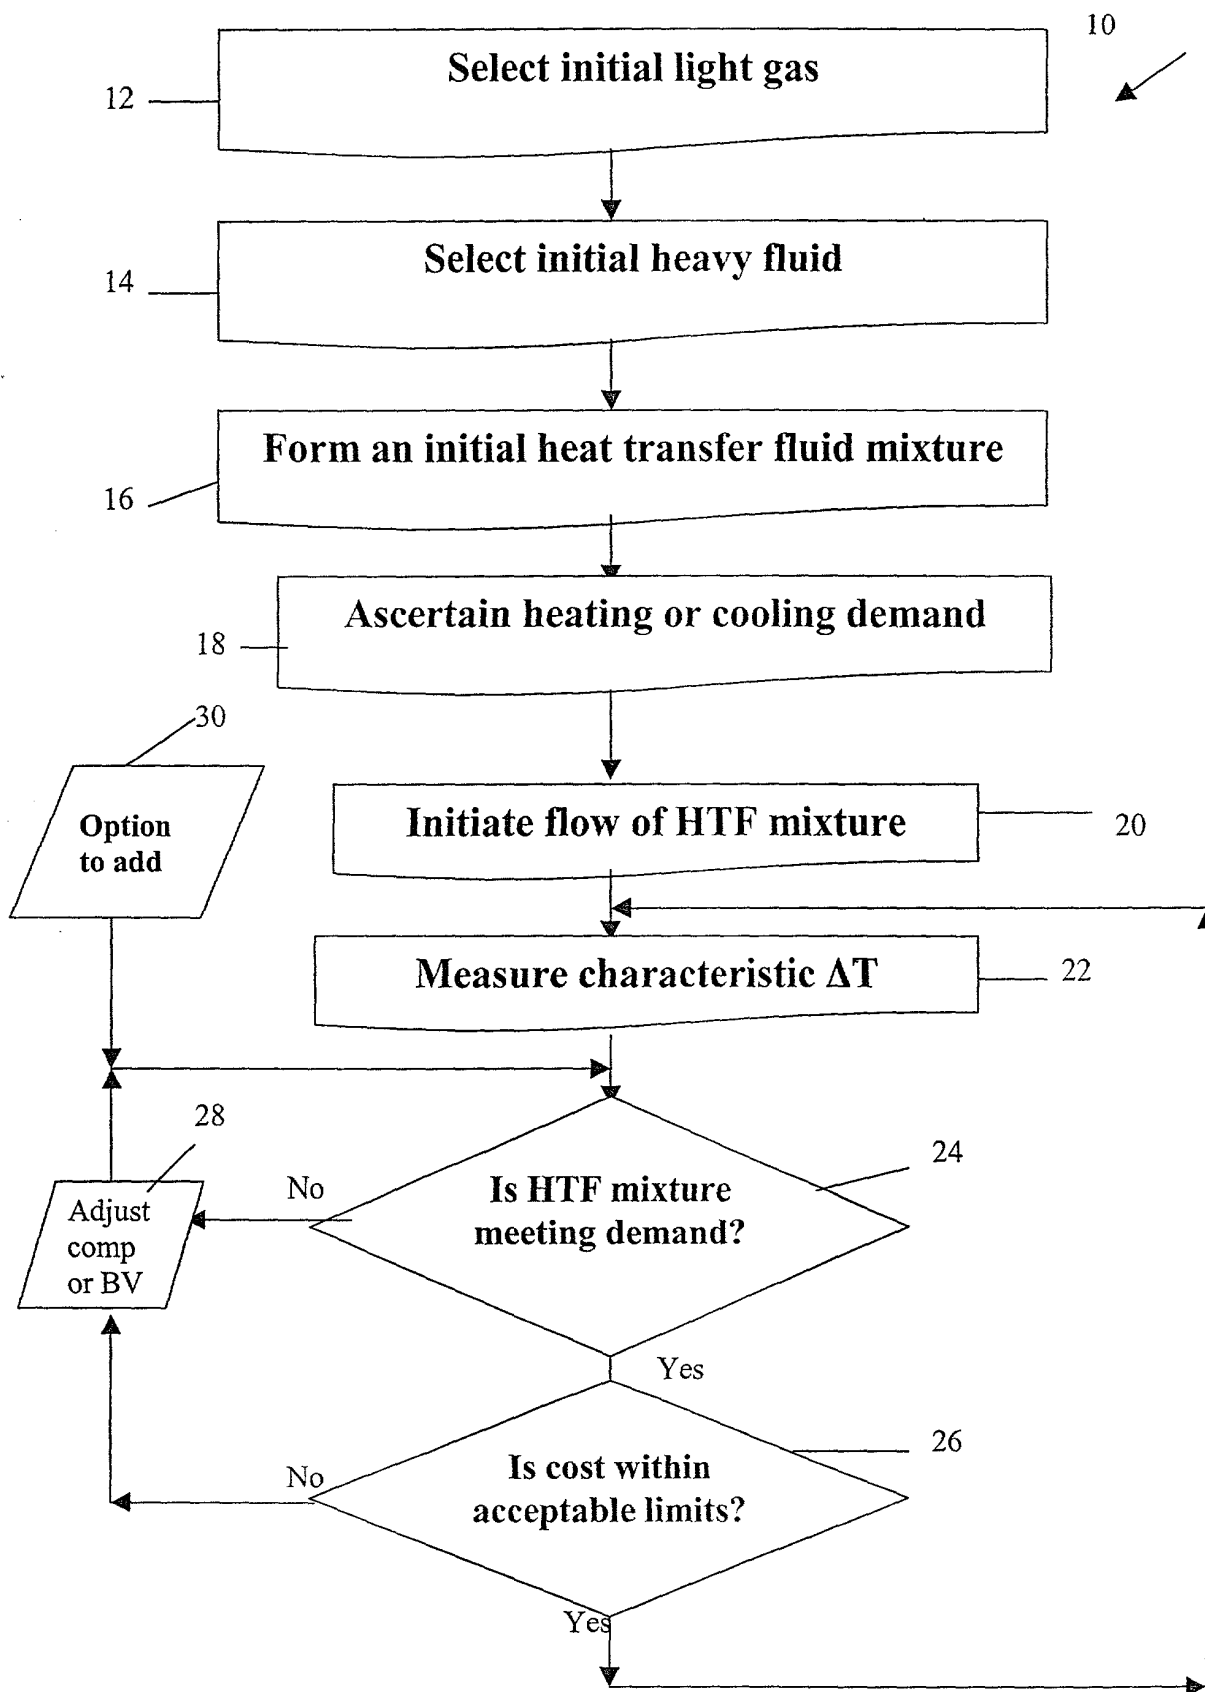 10
Select initial light gas
12
Select initial heavy fluid
14
Form an initial heat transfer fluid mixture
16
Ascertain heating or cooling demand
18
30
Option
to add
Initiate flow of HTF mixture
20
Measure characteristic ΔT
22
28
Adjust
comp
or BV
No
Is HTF mixture
meeting demand?
24
Yes
No
Is cost within
acceptable limits?
26
Yes